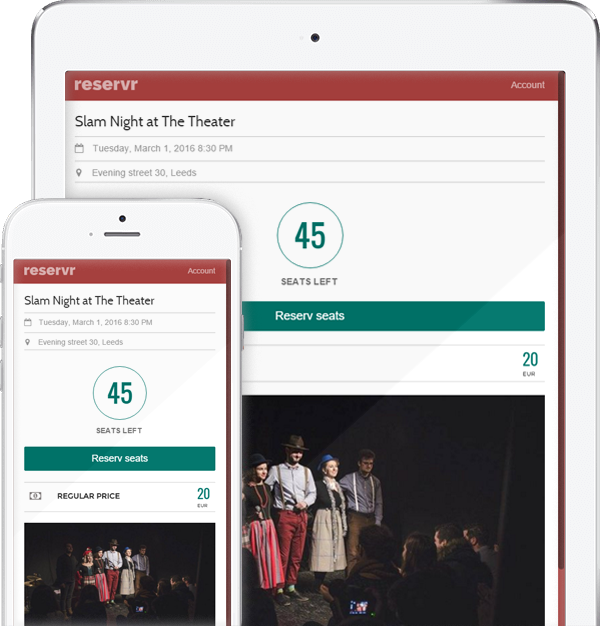 reservr
Account
Slam Night at The Theater
Tuesday, March 1, 2016 8:30 PM
Evening street 30, Leeds
45
SEATS LEFT
Reserv seats
20
EUR
reservr
Account
Slam Night at The Theater
Tuesday, March 1, 2016 8:30 PM
Evening street 30, Leeds
45
SEATS LEFT
Reserv seats
REGULAR PRICE
20
EUR